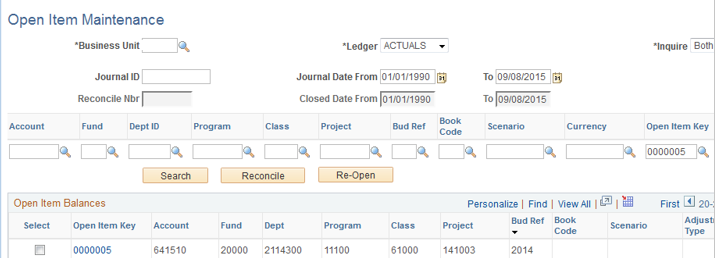 Open Item Maintenance
*Business Unit *Ledger ACTUALS *Inquire Both
Journal ID Journal Date From 01/01/1990 To 09/08/2015
Reconcile Nbr Closed Date From 01/01/1990 To 09/08/2015
Account Fund Dept ID Program Class Project Bud Ref Book Code Scenario Currency Open Item Key
0000005
Search Reconcile Re-Open
Open Item Balances Personalize | Find | View All | First 20-
Select Open Item Key Account Fund Dept Program Class Project Bud Ref Book Code Scenario Type
0000005 641510 20000 2114300 11100 61000 141003 2014